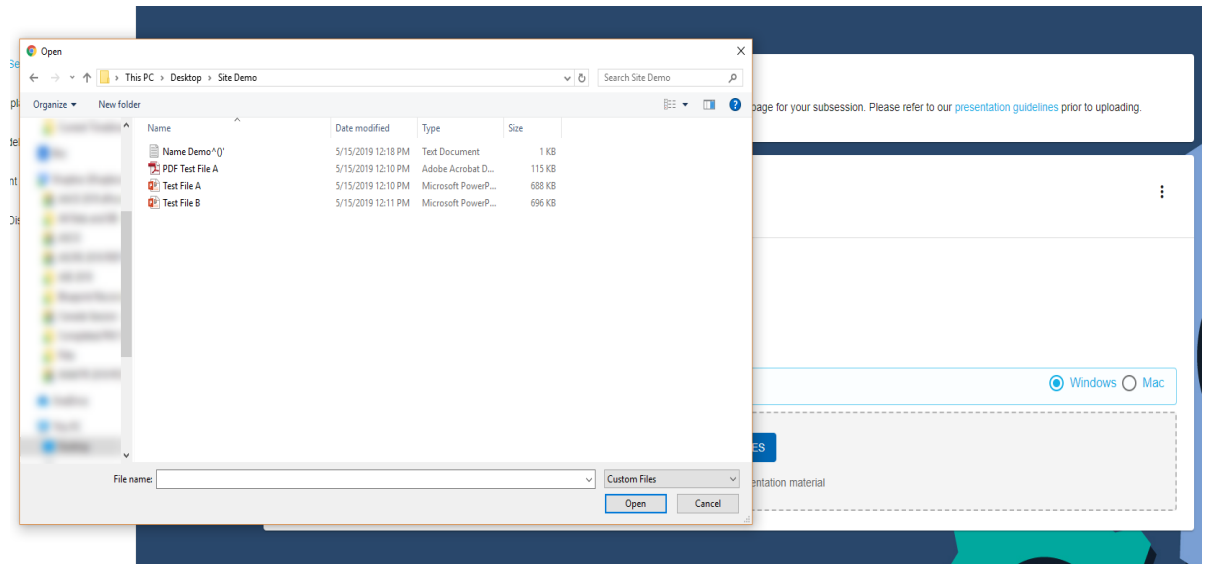 Open
This PC > Desktop > Site Demo
Search Site Demo
Organize
New folder
page for your subsession. Please refer to our presentation guidelines prior to uploading.
Name
Date modified
Type
Size
Name Demo^()'
5/15/2019 12:18 PM
Text Document
1 KB
PDF Test File A
5/15/2019 12:10 PM
Adobe Acrobat D...
115 KB
Test File A
5/15/2019 12:10 PM
Microsoft PowerP...
688 KB
Test File B
5/15/2019 12:11 PM
Microsoft PowerP...
696 KB
Windows
Mac
ES
entation material
File name:
Custom Files
Open
Cancel